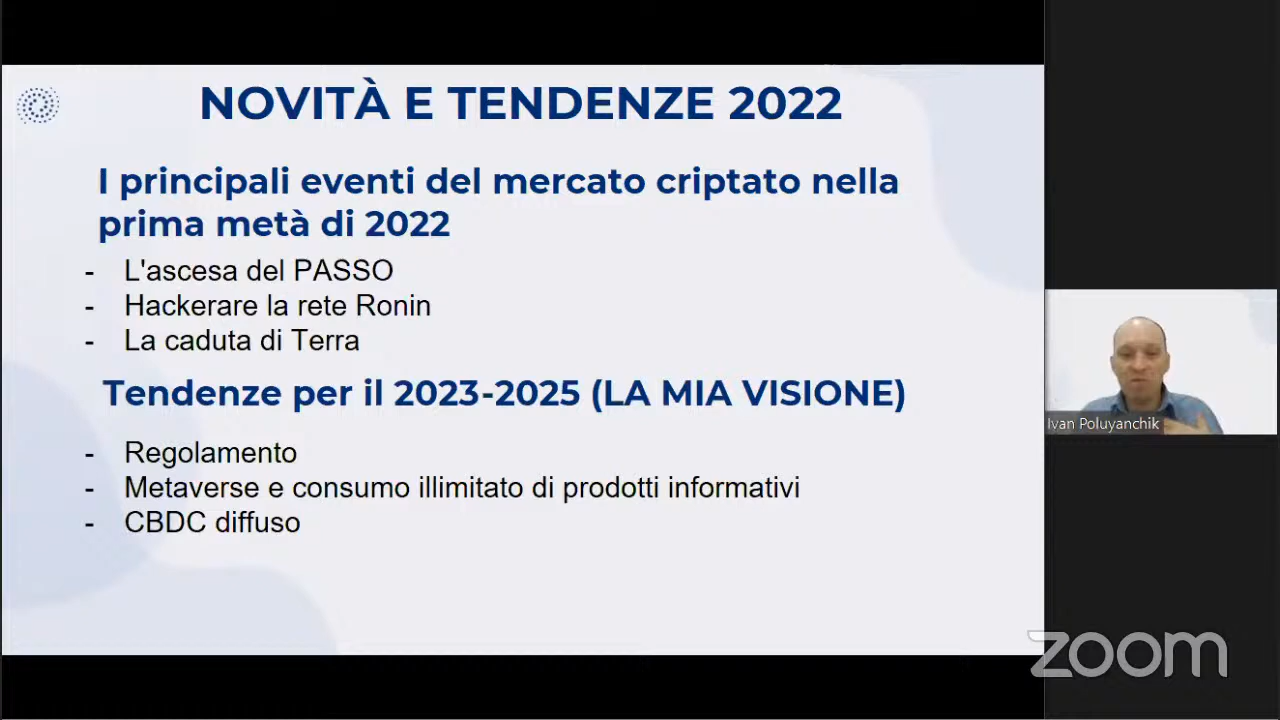 NOVITÀ E TENDENZE 2022
I principali eventi del mercato criptato nella
prima metà di 2022
- L'ascesa del PASSO
- Hackerare la rete Ronin
- La caduta di Terra
Tendenze per il 2023-2025 (LA MIA VISIONE)
- Regolamento
- Metaverse e consumo illimitato di prodotti informativi
- CBDC diffuso
Ivan Poluyanchik
zoom